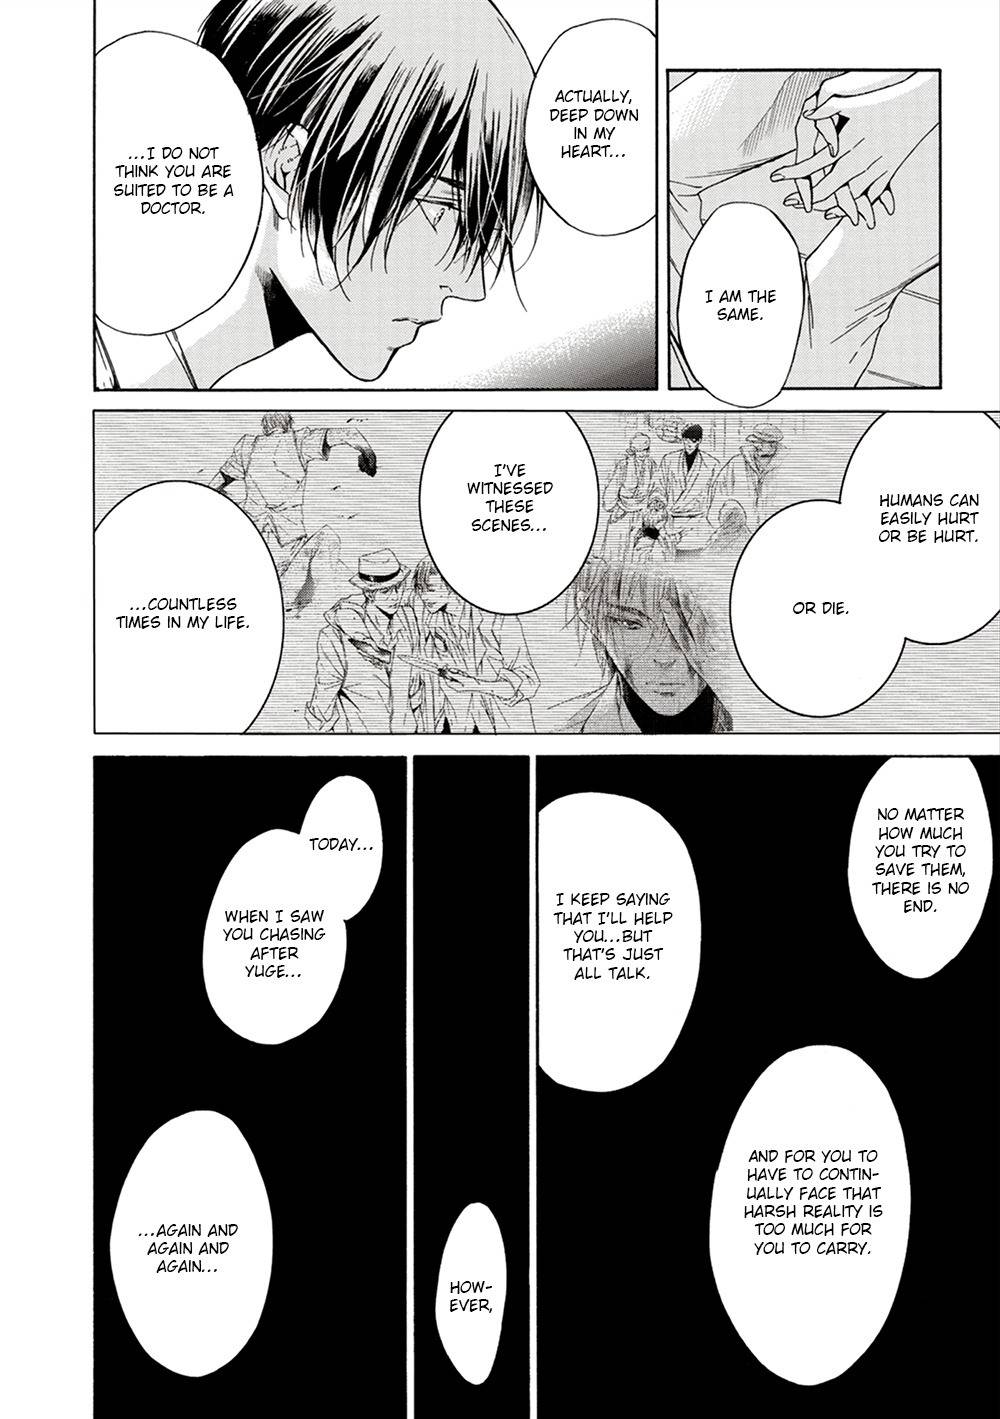 I AM THE
SAME.
ACTUALLY,
DEEP DOWN
IN MY
HEART...
...I DO NOT
THINK YOU ARE
SUITED TO BE A
DOCTOR.
HUMANS CAN
EASILY HURT
OR BE HURT.
OR DIE.
I'VE
WITNESSED
THESE
SCENES...
...COUNTLESS
TIMES IN MY LIFE.
NO MATTER
HOW MUCH
YOU TRY TO
SAVE THEM,
THERE IS NO
END.
AND FOR YOU TO
HAVE TO CONTIN-
UALLY FACE THAT
HARSH REALITY IS
TOO MUCH FOR
YOU TO CARRY.
I KEEP SAYING
THAT I'LL HELP
YOU...BUT
THAT'S JUST
ALL TALK.
HOW-
EVER,
TODAY...
WHEN I SAW
YOU CHASING
AFTER
YUGE...
...AGAIN AND
AGAIN AND
AGAIN...